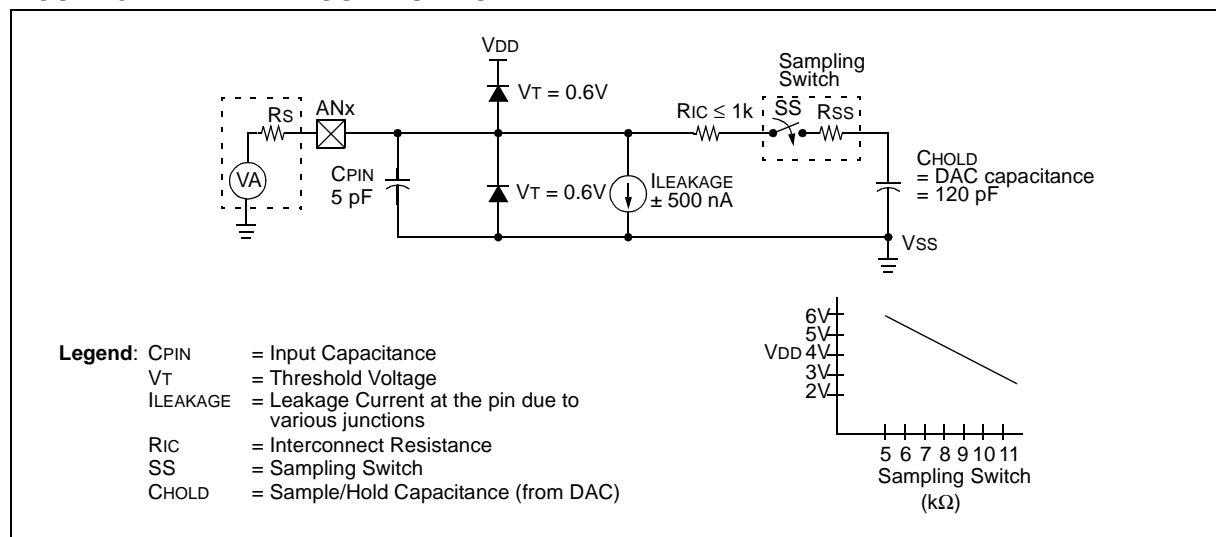 VDD
Sampling
Switch
VT = 0.6V
RS
ANx
RIC ≤ 1k
SS
RSS
VA
CPIN
5 pF
VT = 0.6V
ILEAKAGE
± 500 nA
CHOLD
= DAC capacitance
= 120 pF
VSS
6V
5V
VDD 4V
3V
2V
5 6 7 8 9 10 11
Sampling Switch
(kΩ)
Legend: CPIN = Input Capacitance
VT = Threshold Voltage
ILEAKAGE = Leakage Current at the pin due to
various junctions
RIC = Interconnect Resistance
SS = Sampling Switch
CHOLD = Sample/Hold Capacitance (from DAC)